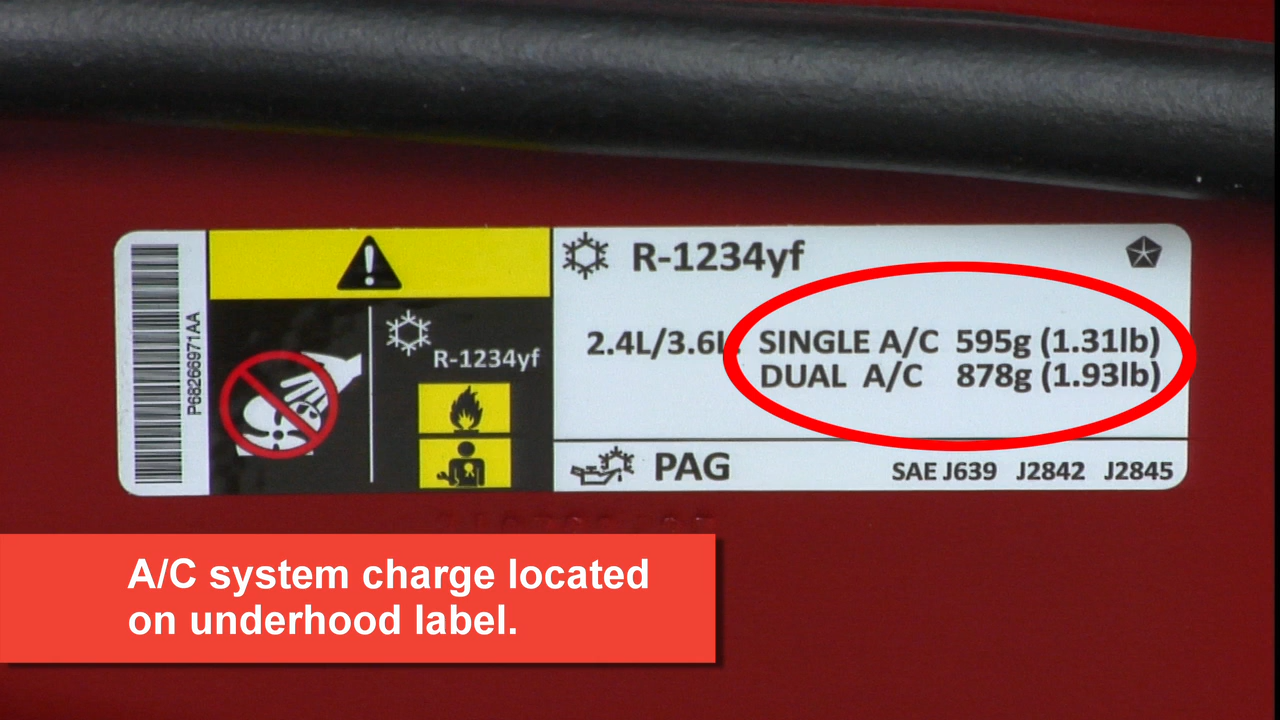 P68266971AA
R-1234yf
R-1234yf
2.4L/3.6L SINGLE A/C 595g (1.31lb)
DUAL A/C 878g (1.93lb)
PAG
SAE J639 J2842 J2845
A/C system charge located
on underhood label.